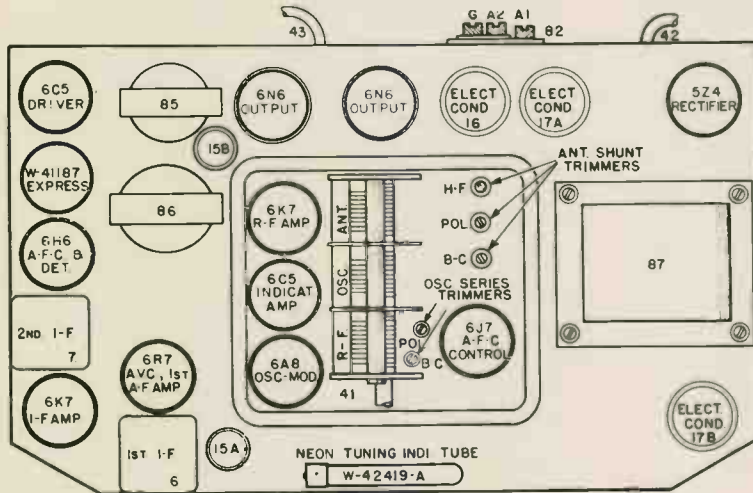 43
G A2 A1
82
42
6C5
DRIVER
85
6N6
OUTPUT
6N6
OUTPUT
ELECT
COND
16
ELECT
COND
17A
5Z4
RECTIFIER
15B
W-41187
EXPRESS
86
6H6
A-F-C, &
DET.
2ND. I-F
7
6K7
I-F AMP
6R7
AVC, 1ST
A-F AMP
1ST I-F
6
15A
6K7
R-F AMP
6C5
INDICAT
AMP
6A8
OSC-MOD
ANT.
OSC.
R-F
41
H-F
POL
B-C
ANT. SHUNT
TRIMMERS
OSC SERIES
TRIMMERS
POL
BC
6J7
A-F-C
CONTROL
87
ELECT
COND
17B
NEON TUNING INDI TUBE
W-42419-A